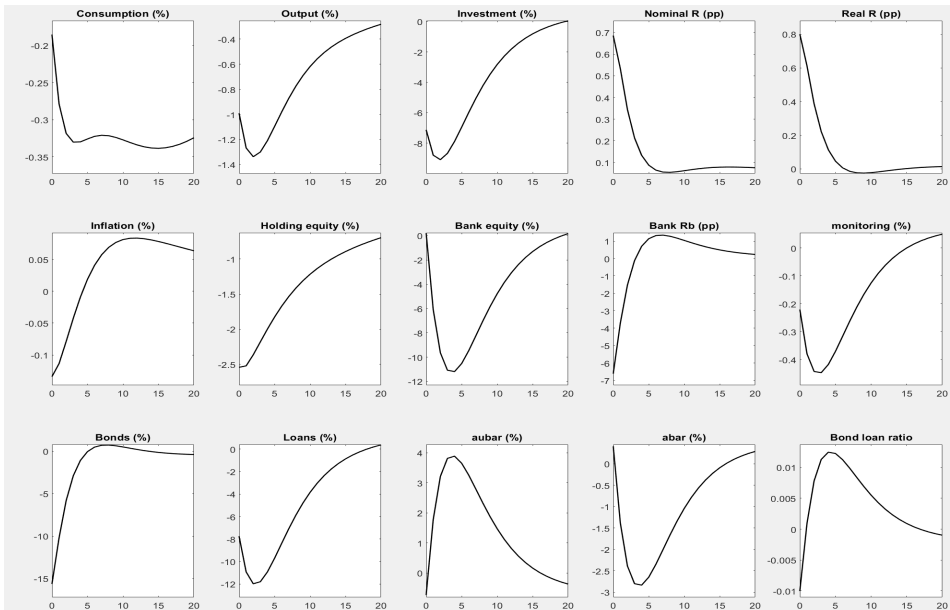 Consumption (%)
-0.2
-0.25
-0.3
-0.35
0 5 10 15 20
Output (%)
-0.4
-0.6
-0.8
-1
-1.2
-1.4
0 5 10 15 20
Investment (%)
0
-2
-4
-6
-8
0 5 10 15 20
Nominal R (pp)
0.7
0.6
0.5
0.4
0.3
0.2
0.1
0 5 10 15 20
Real R (pp)
0.8
0.6
0.4
0.2
0
0 5 10 15 20
Inflation (%)
0.05
0
-0.05
-0.1
0 5 10 15 20
Holding equity (%)
-1
-1.5
-2
-2.5
0 5 10 15 20
Bank equity (%)
0
-2
-4
-6
-8
-10
-12
0 5 10 15 20
Bank Rb (pp)
1
0
-1
-2
-3
-4
-5
-6
-7
0 5 10 15 20
monitoring (%)
0
-0.1
-0.2
-0.3
-0.4
0 5 10 15 20
Bonds (%)
0
-5
-10
-15
0 5 10 15 20
Loans (%)
0
-2
-4
-6
-8
-10
-12
0 5 10 15 20
aubar (%)
4
3
2
1
0
0 5 10 15 20
abar (%)
0
-0.5
-1
-1.5
-2
-2.5
-3
0 5 10 15 20
Bond loan ratio
0.01
0.005
0
-0.005
-0.01
0 5 10 15 20